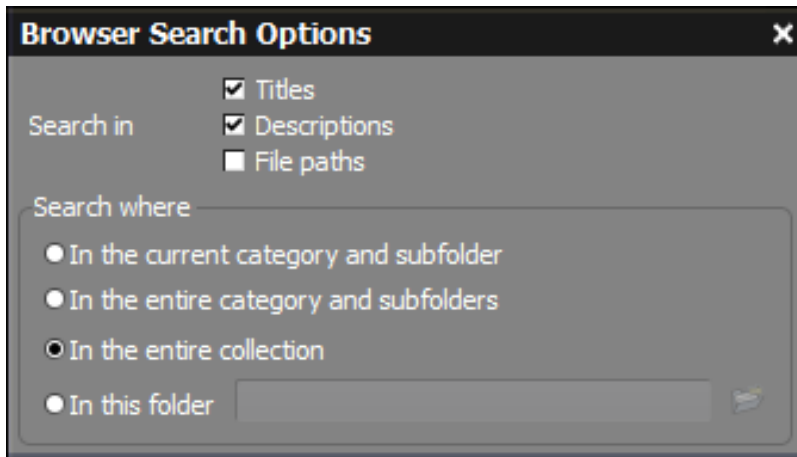 Browser Search Options
Titles
Search in
Descriptions
File paths
Search where
In the current category and subfolder
In the entire category and subfolders
In the entire collection
In this folder